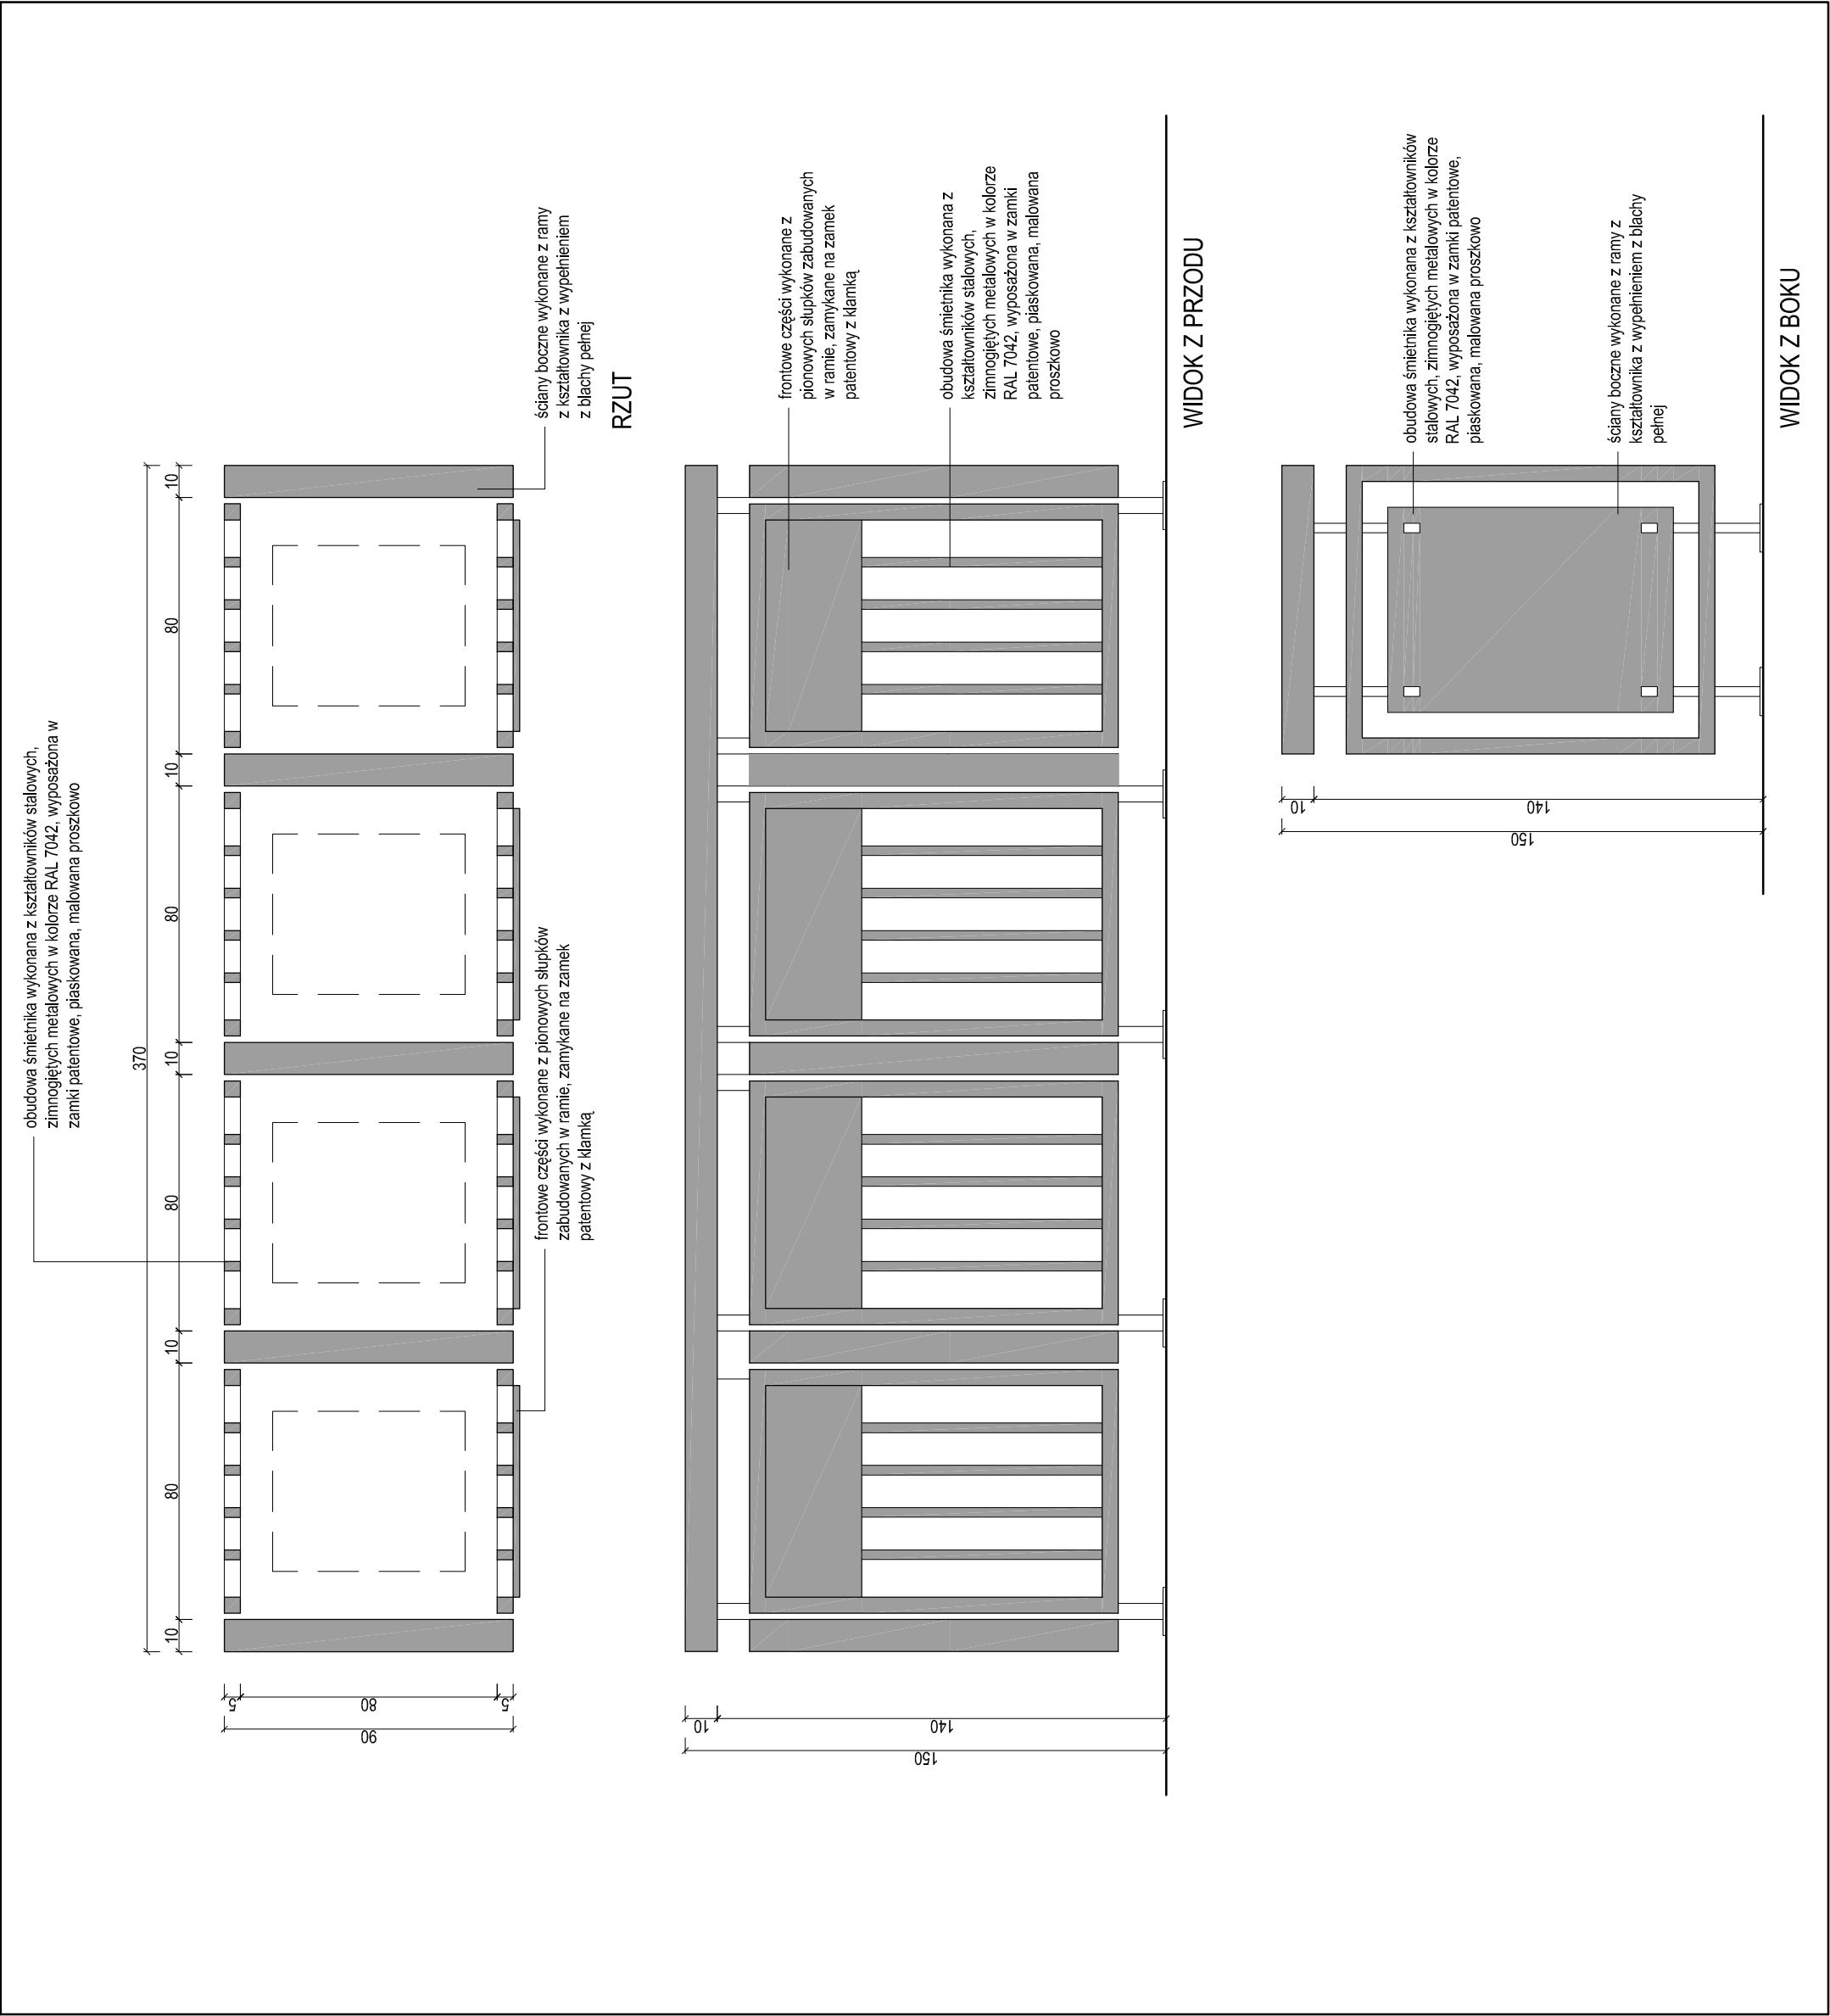 obudowa śmietnika wykonana z kształtowników stalowych,
zimnogiętych metalowych w kolorze RAL 7042, wyposażona w
zamki patentowe, piaskowana, malowana proszkowo
370
10
80
10
80
10
80
10
80
10
5
80
5
90
ściany boczne wykonane z ramy
z kształtownika z wypełnieniem
z blachy pełnej
frontowe części wykonane z pionowych słupków
zabudowanych w ramie, zamykane na zamek
patentowy z klamką
RZUT
10
140
150
frontowe części wykonane z
pionowych słupków zabudowanych
w ramie, zamykane na zamek
patentowy z klamką
obudowa śmietnika wykonana z
kształtowników stalowych,
zimnogiętych metalowych w kolorze
RAL 7042, wyposażona w zamki
patentowe, piaskowana, malowana
proszkowo
WIDOK Z PRZODU
10
140
150
obudowa śmietnika wykonana z kształtowników
stalowych, zimnogiętych metalowych w kolorze
RAL 7042, wyposażona w zamki patentowe,
piaskowana, malowana proszkowo
ściany boczne wykonane z ramy z
kształtownika z wypełnieniem z blachy
pełnej
WIDOK Z BOKU